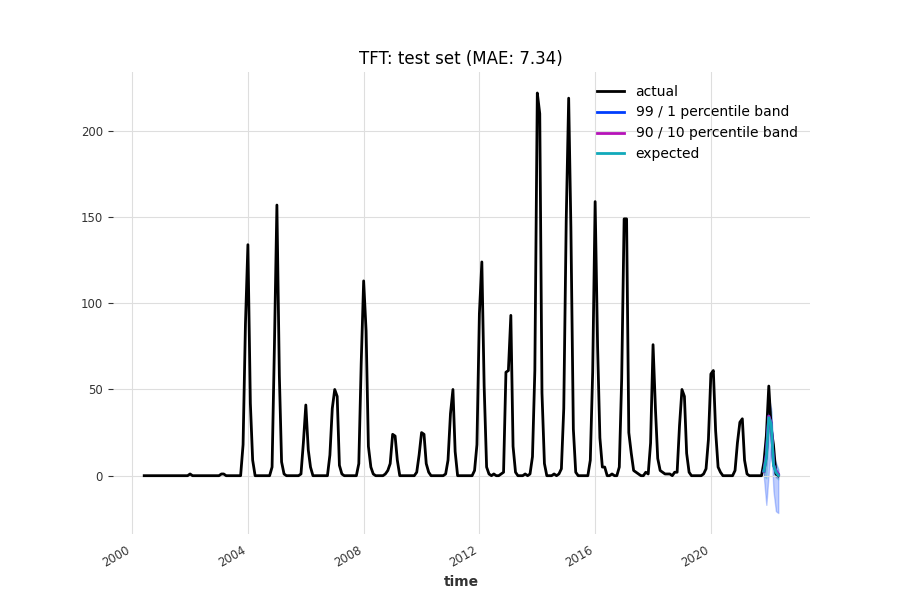 TFT: test set (MAE: 7.34)
actual
99 / 1 percentile band
90 / 10 percentile band
expected
200
150
100
50
0
2000
2004
2008
2012
2016
2020
time